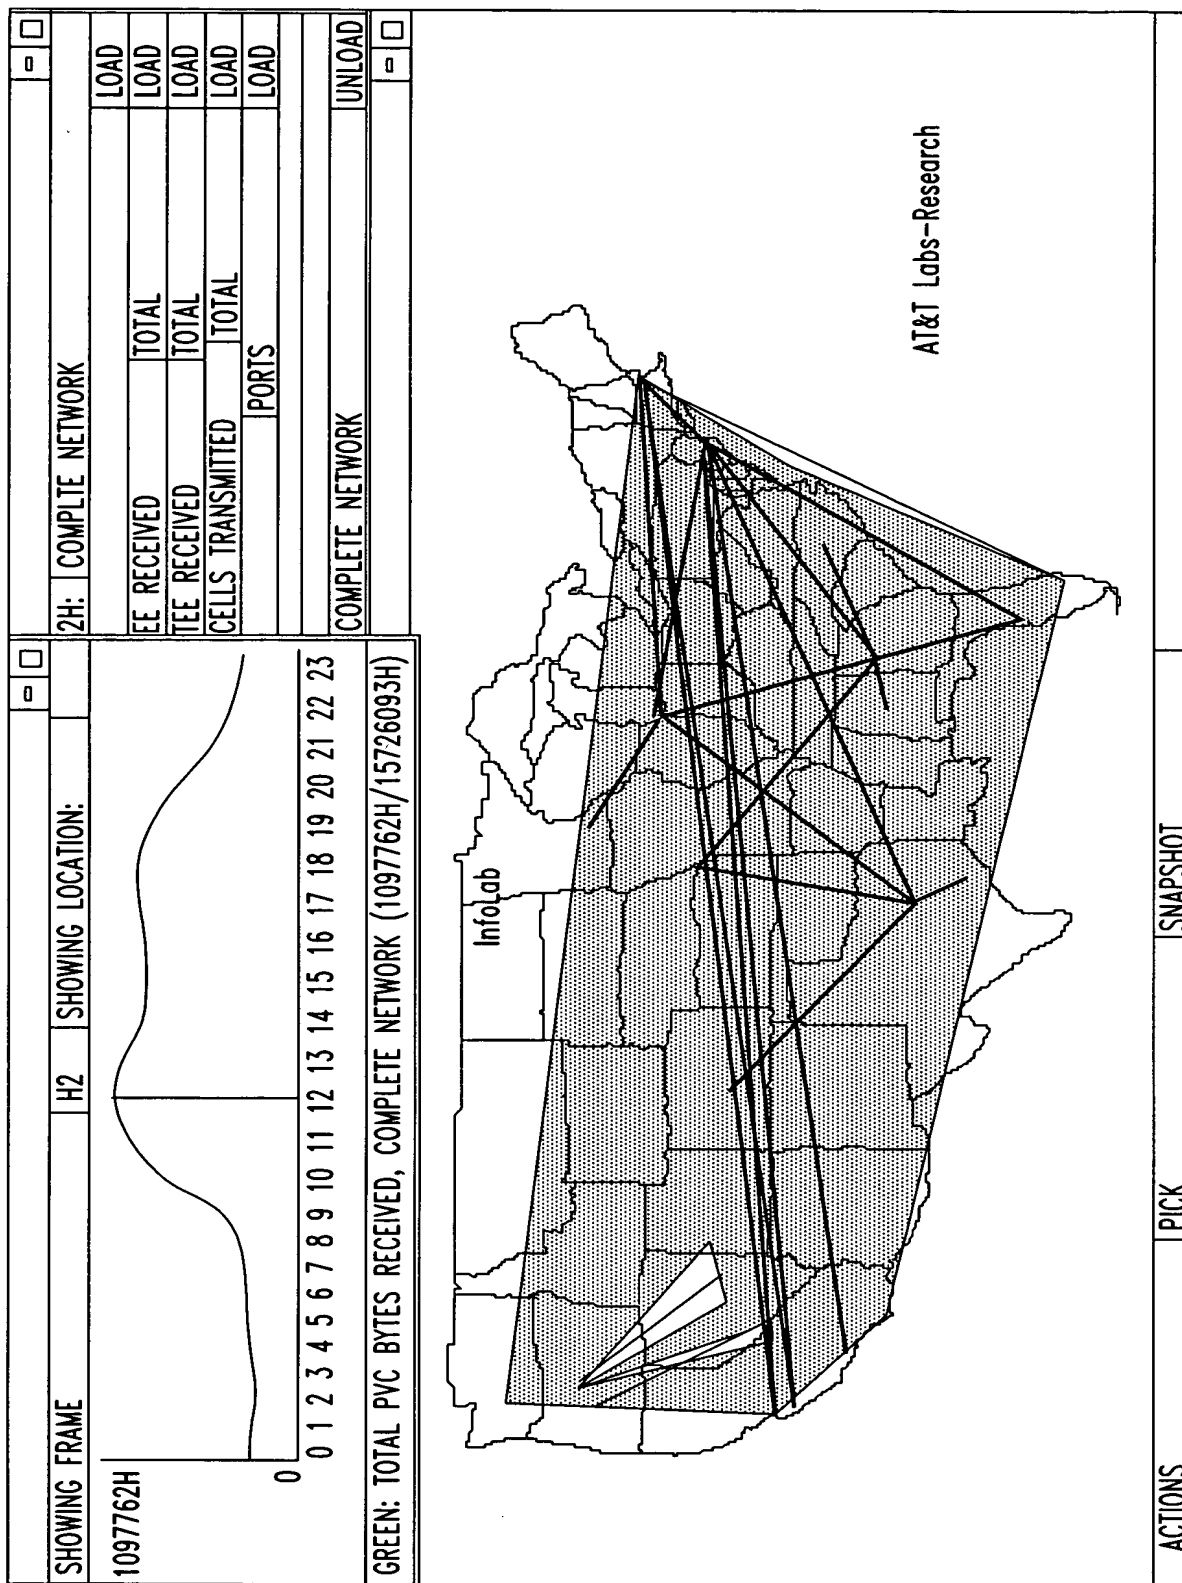 SHOWING FRAME H2 SHOWING LOCATION:
1097762H
0
0 1 2 3 4 5 6 7 8 9 10 11 12 13 14 15 16 17 18 19 20 21 22 23
GREEN: TOTAL PVC BYTES RECEIVED, COMPLETE NETWORK (1097762H/15726093H)
2H: COMPLTE NETWORK
LOAD
EE RECEIVED TOTAL LOAD
TEE RECEIVED TOTAL LOAD
CELLS TRANSMITTED TOTAL LOAD
PORTS LOAD
COMPLETE NETWORK UNLOAD
InfoLab
AT&T Labs-Research
ACTIONS PICK SNAPSHOT